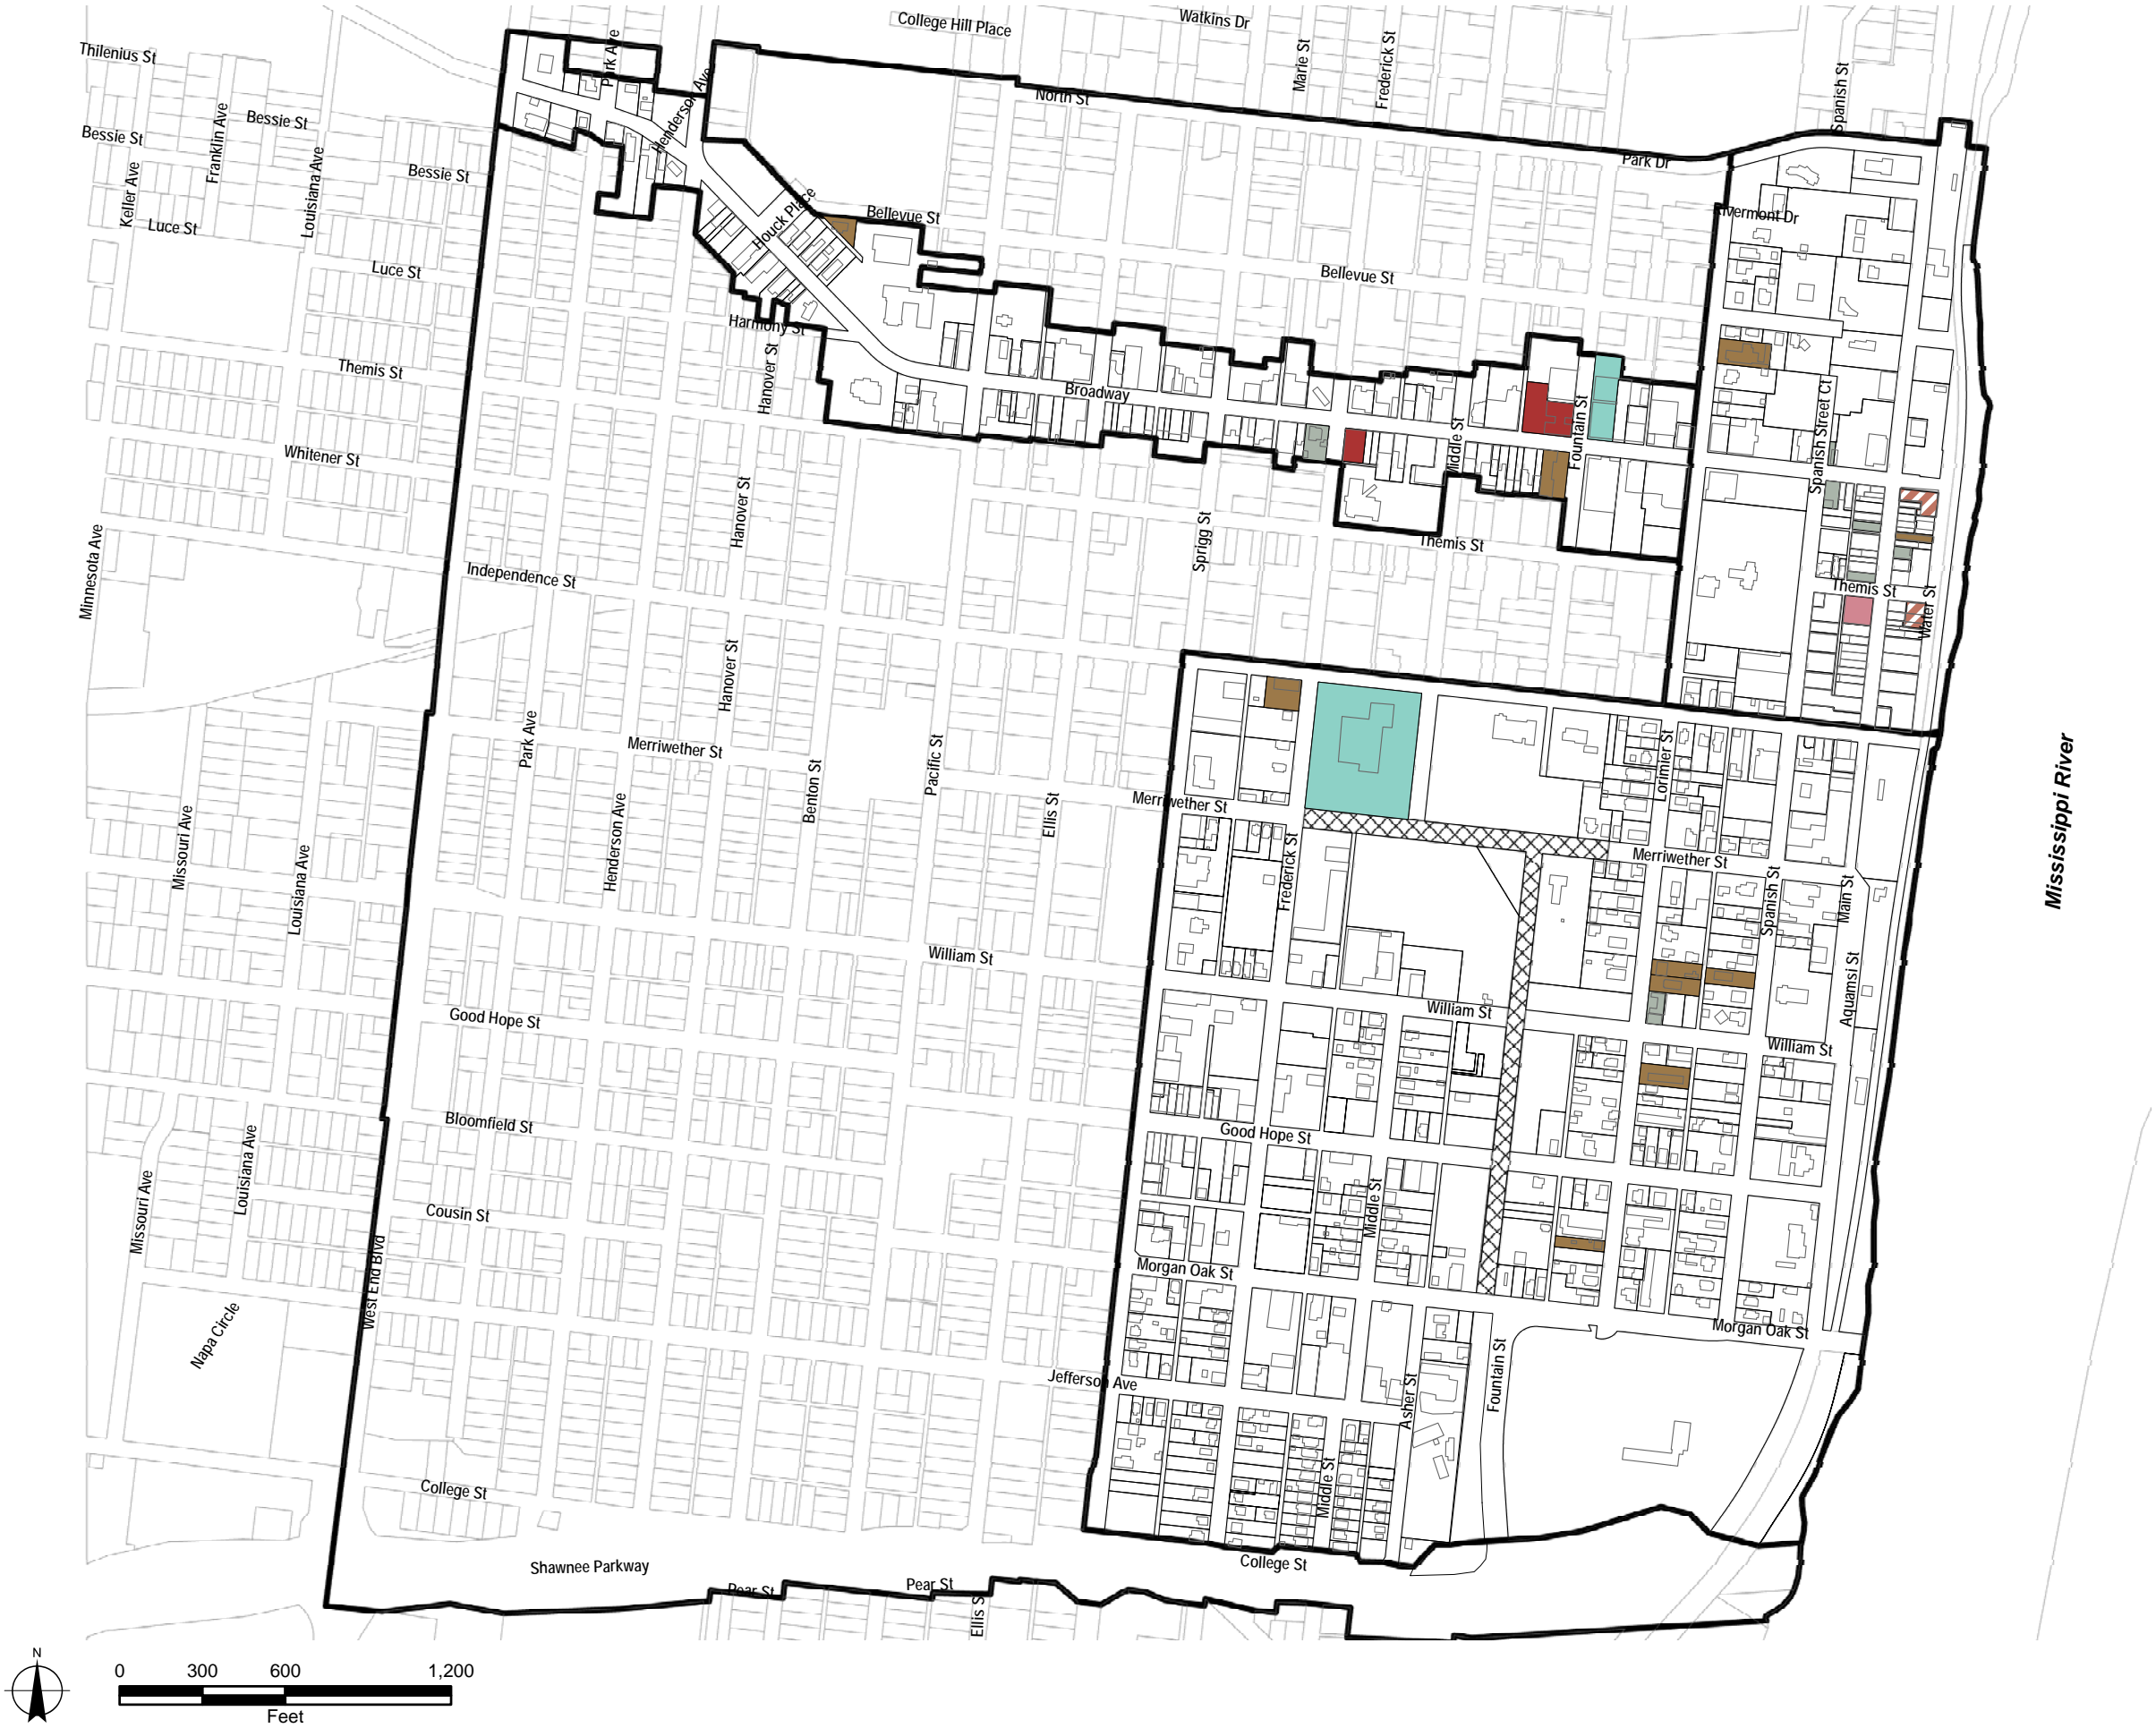 College Hill Place
Watkins Dr
Thilenius St
Park Ave
Marie St
Frederick St
Spanish St
Henderson Ave
North St
Bessie St
Bessie St
Franklin Ave
Louisiana Ave
Bessie St
Park Dr
Keller Ave
Luce St
Houck Place
Bellevue St
Rivermont Dr
Luce St
Bellevue St
Harmony St
Themis St
Hanover St
Broadway
Fountain St
Spanish Street Ct
Middle St
Whitener St
Hanover St
Sprigg St
Themis St
Minnesota Ave
Independence St
Themis St
Water St
Hanover St
Park Ave
Merriwether St
Pacific St
Benton St
Lorimier St
Mississippi River
Merriwether St
Ellis St
Missouri Ave
Louisiana Ave
Henderson Ave
Frederick St
Merriwether St
Spanish St
Main St
William St
Aquamsi St
Good Hope St
William St
William St
Bloomfield St
Good Hope St
Missouri Ave
Louisiana Ave
Cousin St
Middle St
West End Blvd
Morgan Oak St
Napa Circle
Morgan Oak St
Jefferson Ave
Asher St
Fountain St
College St
Middle St
Shawnee Parkway
College St
Pear St
Pear St
Ellis S
N
0 300 600 1,200
Feet